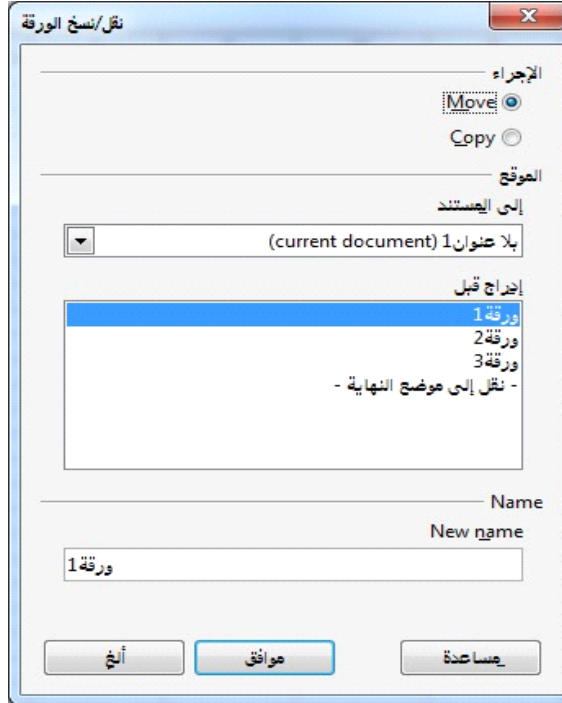 نقل/نسخ الورقة
الإجراء
Move
Copy
الموقع
إلى المستند
بلا عنوان1 (current document)
إدراج قبل
ورقة1
ورقة2
ورقة3
- نقل إلى موضع النهاية -
Name
New name
ورقة1
مساعدة
موافق
ألغ